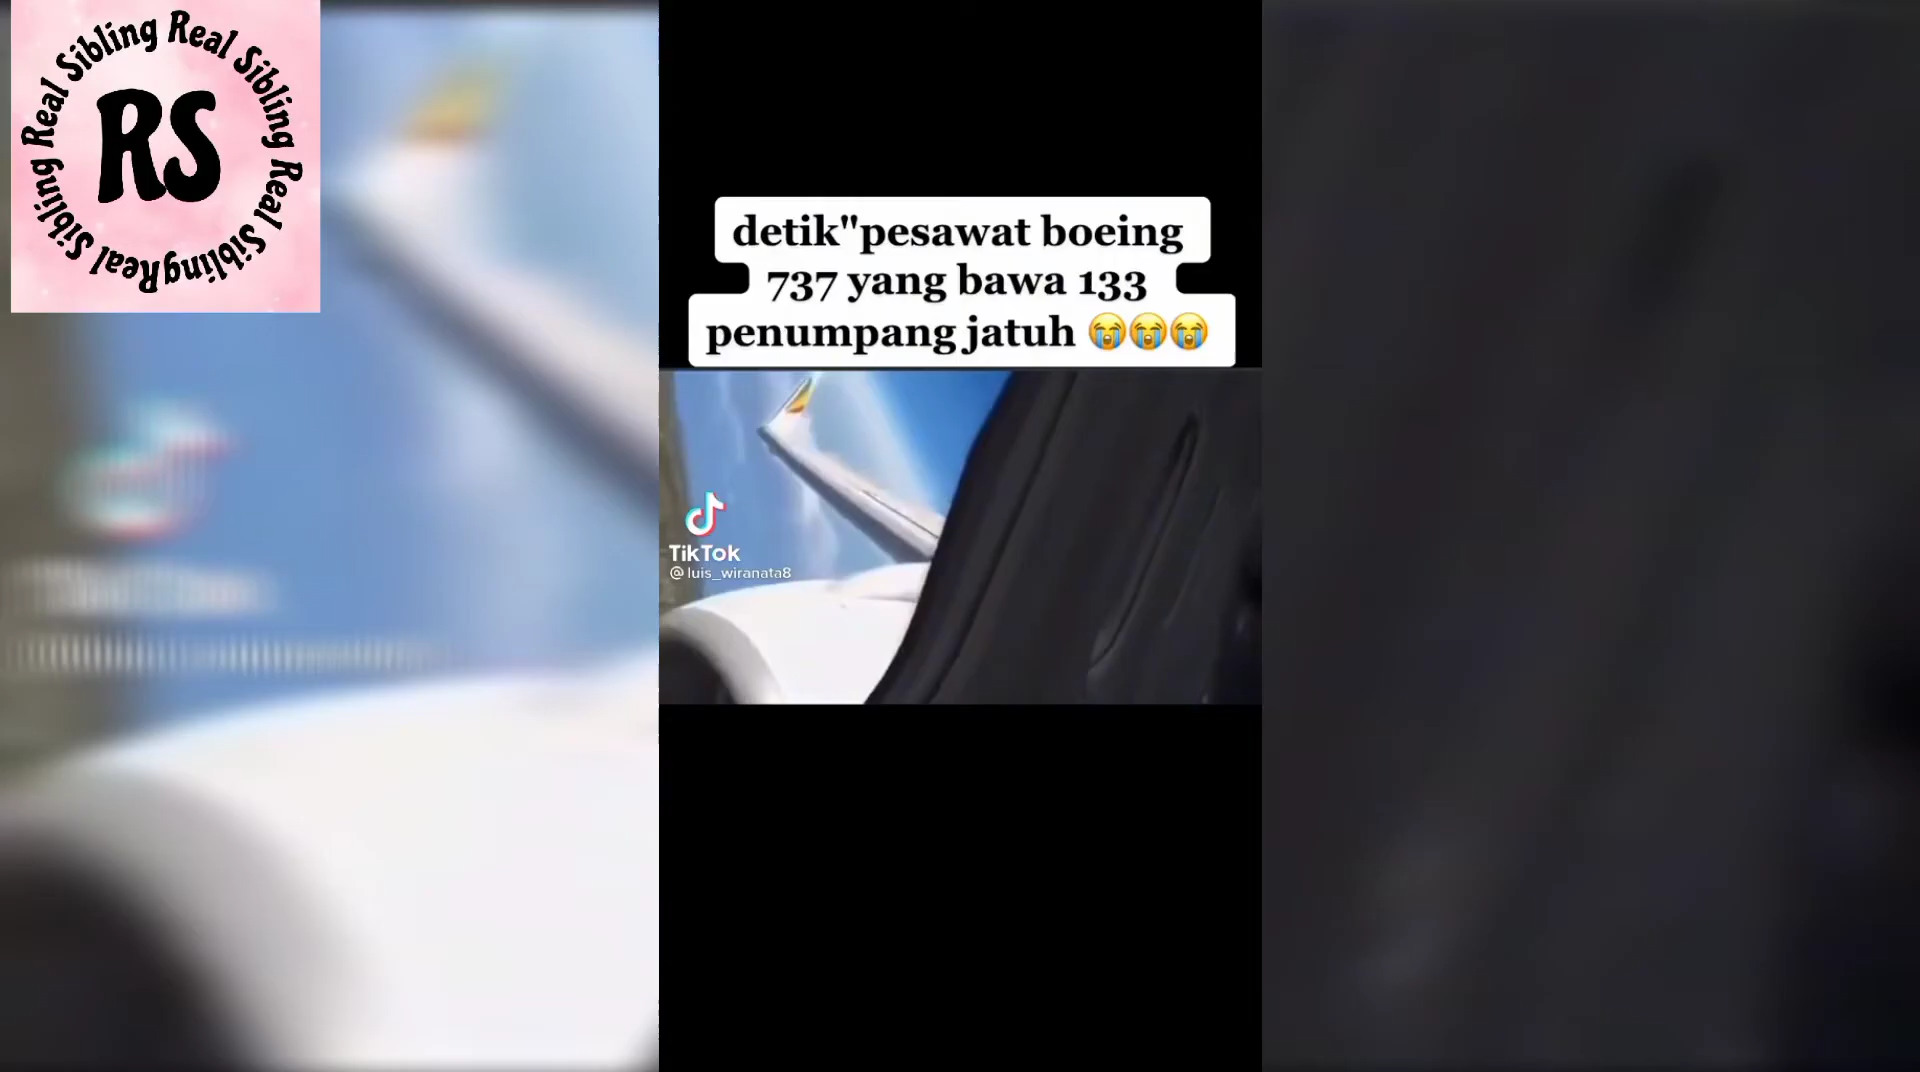 Real Sibling Real Sibling Real Sibling Real Sibling
RS
detik"pesawat boeing
737 yang bawa 133
penumpang jatuh 😭😭😭
TikTok
@luis_wiranata8